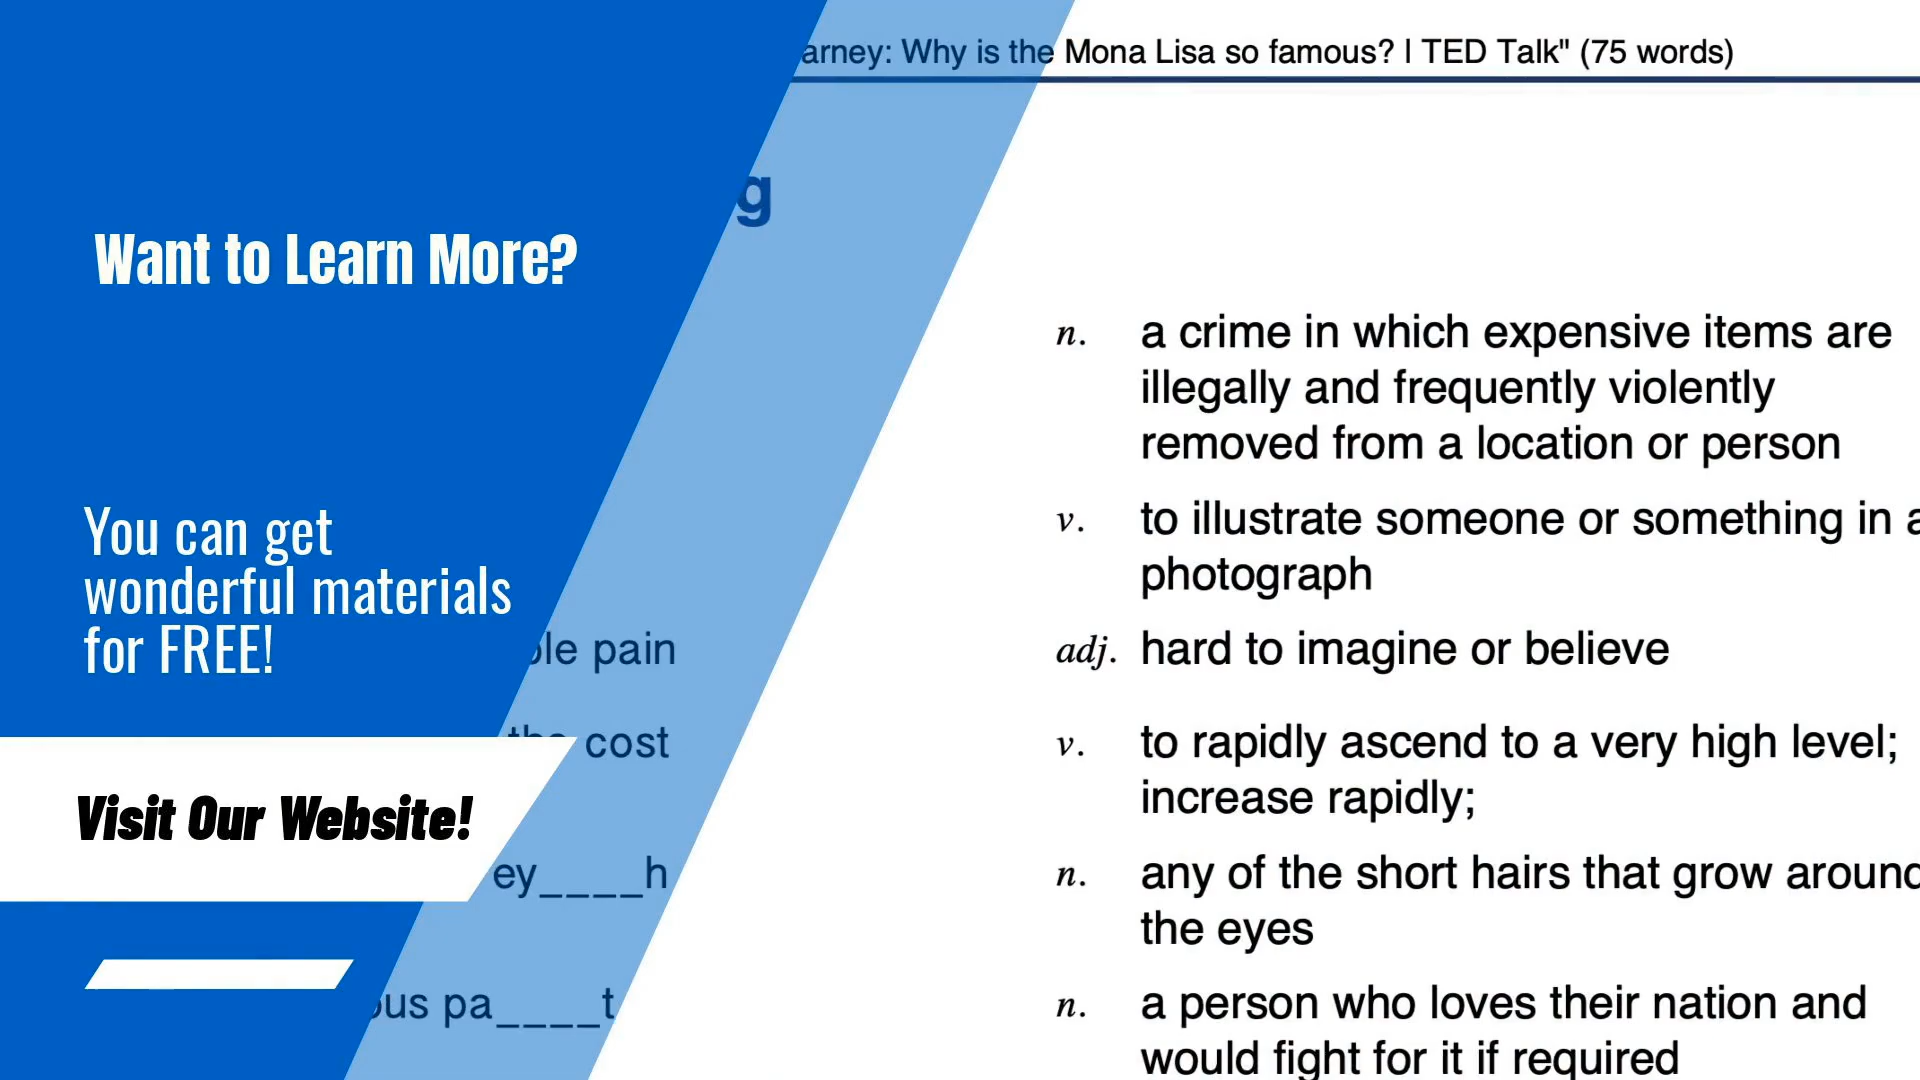 arney: Why is the Mona Lisa so famous? | TED Talk" (75 words)
g
Want to Learn More?
You can get
wonderful materials
for FREE!
Visit Our Website!
n. a crime in which expensive items are
illegally and frequently violently
removed from a location or person
v. to illustrate someone or something in a
photograph
ble pain adj. hard to imagine or believe
the cost v. to rapidly ascend to a very high level;
increase rapidly;
ey____h n. any of the short hairs that grow around
the eyes
ous pa____t n. a person who loves their nation and
would fight for it if required